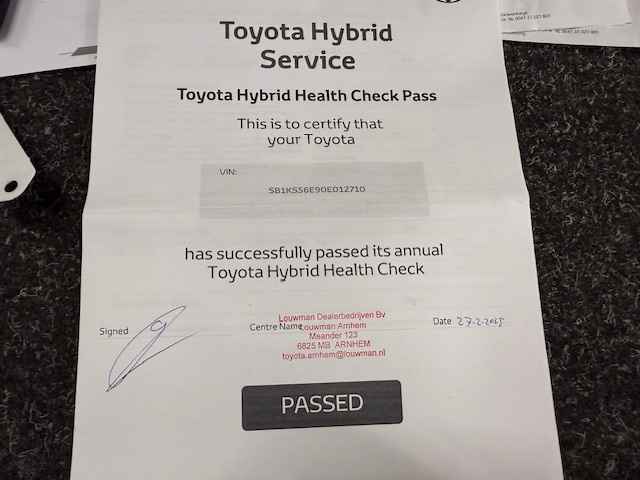 Toyota Hybrid
Service
Toyota Hybrid Health Check Pass
This is to certify that
your Toyota
VIN:
SB1KS56E90E012710
has successfully passed its annual
Toyota Hybrid Health Check
Signed
Centre Name
Louwman Dealerbedrijven Bv
Louwman Arnhem
Meander 123
6825 MB ARNHEM
toyota.arnhem@louwman.nl
Date 27-2-2025
PASSED